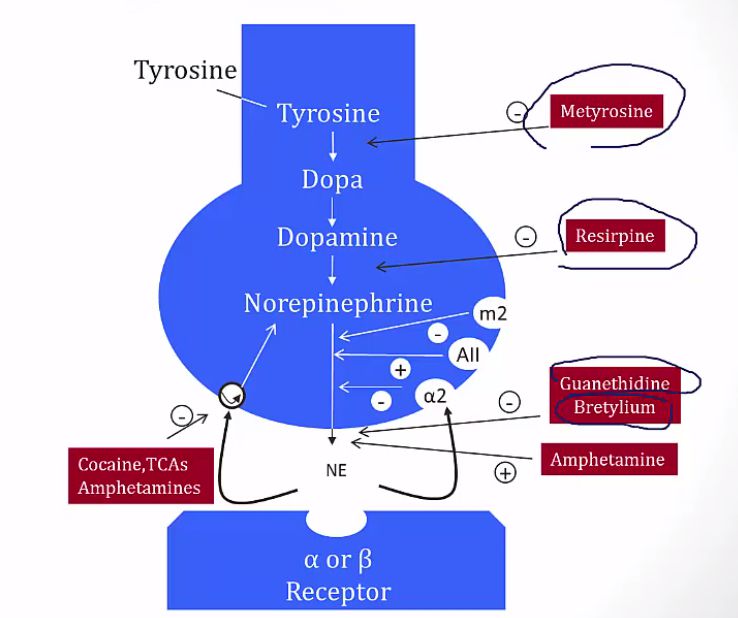 Tyrosine
Tyrosine
-
Metyrosine
Dopa
Dopamine
-
Resirpine
Norepinephrine
m2
-
AII
+
α2
-
Guanethidine
Bretylium
-
-
Cocaine,TCAs
Amphetamines
NE
Amphetamine
+
α or β
Receptor